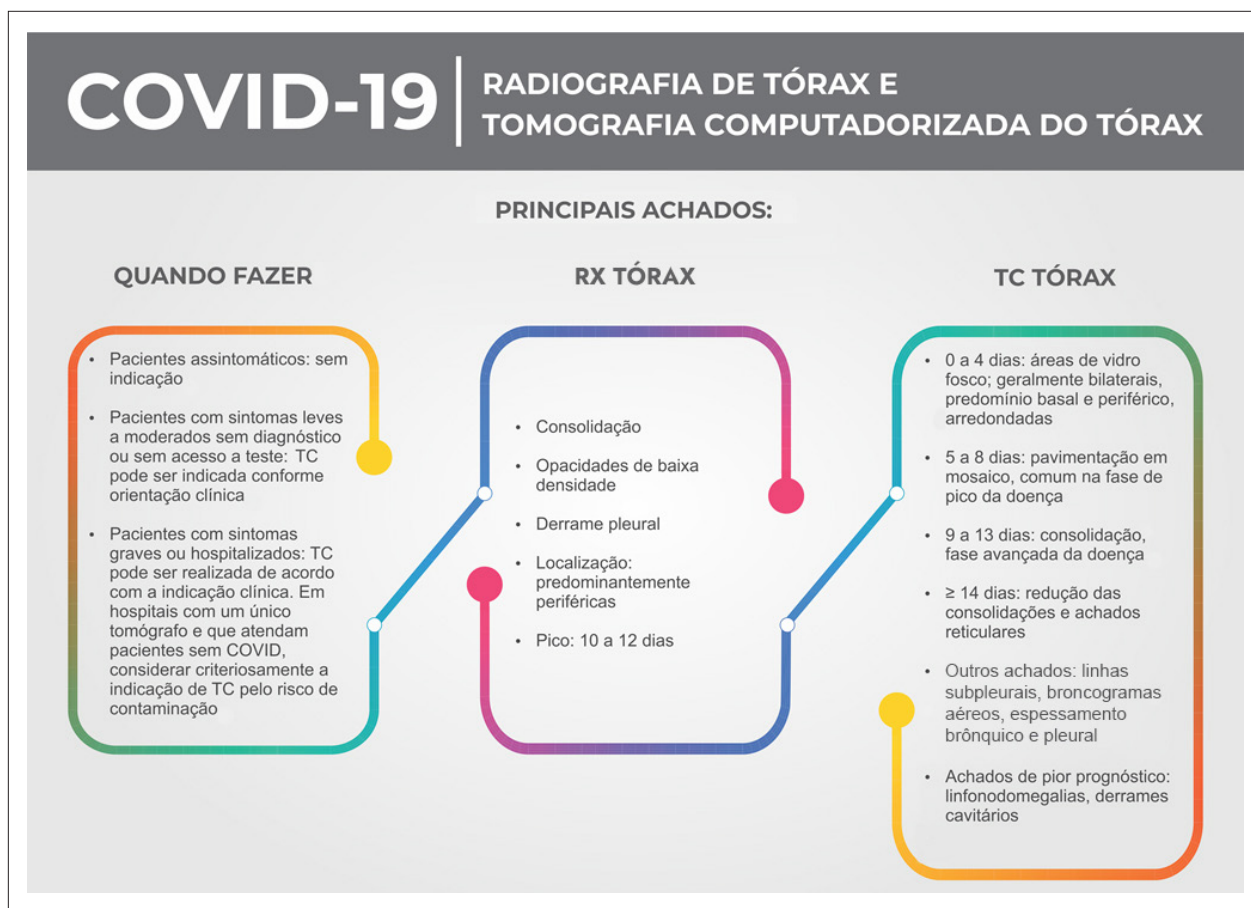 COVID-19
RADIOGRAFIA DE TÓRAX E
TOMOGRAFIA COMPUTADORIZADA DO TÓRAX
PRINCIPAIS ACHADOS:
QUANDO FAZER
• Pacientes assintomáticos: sem
indicação
• Pacientes com sintomas leves
a moderados sem diagnóstico
ou sem acesso a teste: TC
pode ser indicada conforme
orientação clínica
• Pacientes com sintomas
graves ou hospitalizados: TC
pode ser realizada de acordo
com a indicação clínica. Em
hospitais com um único
tomógrafo e que atendam
pacientes sem COVID,
considerar criteriosamente a
indicação de TC pelo risco de
contaminação
RX TÓRAX
• Consolidação
• Opacidades de baixa
densidade
• Derrame pleural
• Localização:
predominantemente
periféricas
• Pico: 10 a 12 dias
TC TÓRAX
• 0 a 4 dias: áreas de vidro
fosco; geralmente bilaterais,
predomínio basal e periférico,
arredondadas
• 5 a 8 dias: pavimentação em
mosaico, comum na fase de
pico da doença
• 9 a 13 dias: consolidação,
fase avançada da doença
• ≥ 14 dias: redução das
consolidações e achados
reticulares
• Outros achados: linhas
subpleurais, broncogramas
aéreos, espessamento
brônquico e pleural
• Achados de pior prognóstico:
linfonodomegalias, derrames
cavitários